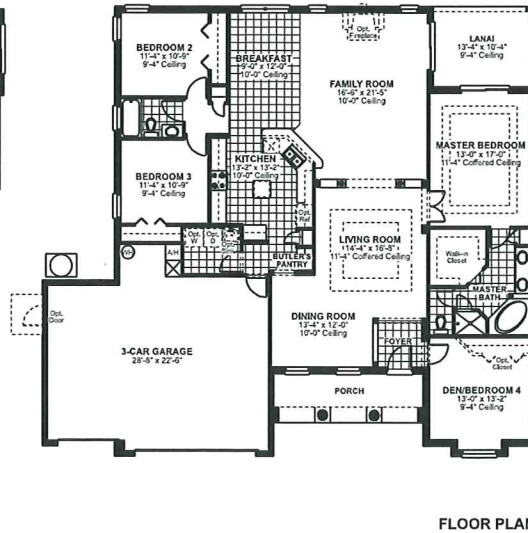 BEDROOM 2
11'-4" x 10'-9"
9'-4" Ceiling
BREAKFAST
9'-0" x 12'-0"
10'-0" Ceiling
Opt.
Fireplace
FAMILY ROOM
16'-6" x 21'-5"
10'-0" Ceiling
LANAI
13'-4" x 10'-4"
9'-4" Ceiling
MASTER BEDROOM
13'-0" x 17'-0"
11'-4" Coffered Ceiling
KITCHEN
13'-2" x 13'-2"
10'-0" Ceiling
BEDROOM 3
11'-4" x 10'-9"
9'-4" Ceiling
Opt.
Ref
Opt.
W
Opt.
D
WH
A/H
BUTLER'S
PANTRY
LIVING ROOM
14'-4" x 16'-8"
11'-4" Coffered Ceiling
Walk-in
Closet
MASTER
BATH
Opt.
Door
3-CAR GARAGE
28'-8" x 22'-6"
DINING ROOM
13'-4" x 12'-0"
10'-0" Ceiling
FOYER
PORCH
Opt.
Closet
DEN/BEDROOM 4
13'-0" x 13'-2"
9'-4" Ceiling
FLOOR PLAN